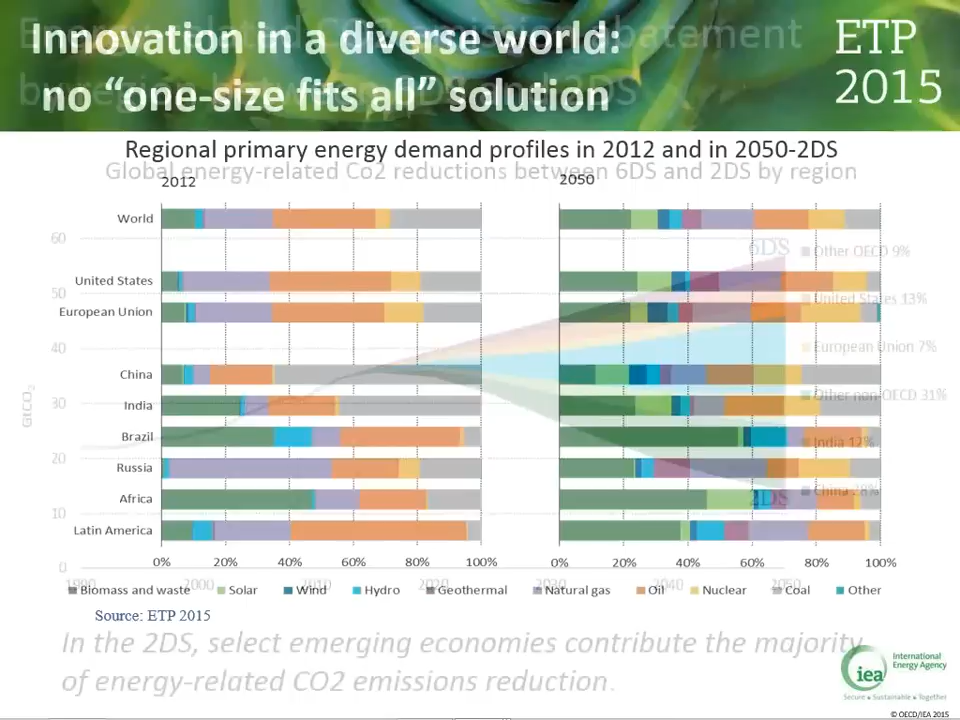 Energy-related CO2 emissions abatement
Innovation in a diverse world:
no “one-size fits all” solution
ETP
2015
Regional primary energy demand profiles in 2012 and in 2050-2DS
Global energy-related Co2 reductions between 6DS and 2DS by region
2012
2050
World
United States
European Union
China
India
Brazil
Russia
Africa
Latin America
0% 20% 40% 60% 80% 100%
0% 20% 40% 60% 80% 100%
60
50
40
30
20
10
0
GtCO2
6DS
2DS
Other OECD 9%
United States 13%
European Union 7%
Other non-OECD 31%
India 12%
China 28%
1990 2000 2010 2020 2030 2040 2050
Biomass and waste Solar Wind Hydro Geothermal Natural gas Oil Nuclear Coal Other
Source: ETP 2015
In the 2DS, select emerging economies contribute the majority
of energy-related CO2 emissions reduction.
iea
International
Energy Agency
Secure • Sustainable • Together
© OECD/IEA 2015